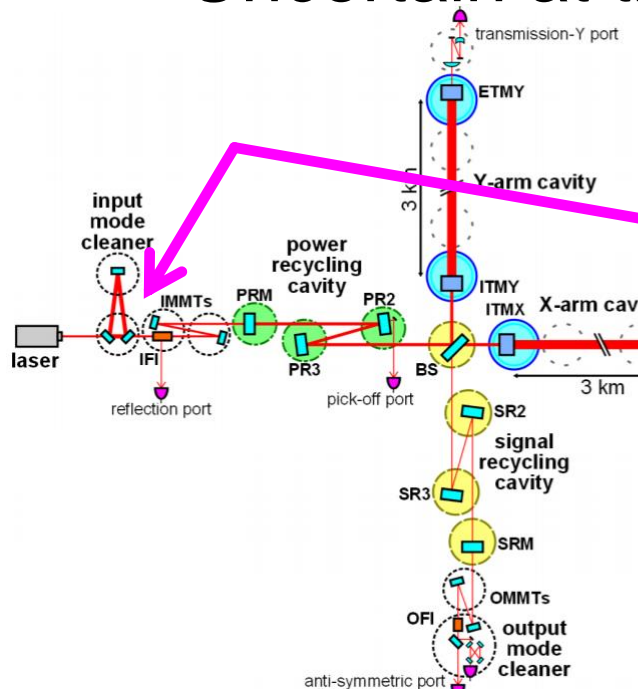 transmission-Y port
ETMY
3 km
Y-arm cavity
input
mode
cleaner
power
recycling
cavity
IMMTs
PRM
PR2
ITMY
ITMX
X-arm cav
laser
IFI
PR3
BS
3 km
reflection port
pick-off port
SR2
signal
recycling
cavity
SR3
SRM
OMMTs
OFI
output
mode
cleaner
anti-symmetric port